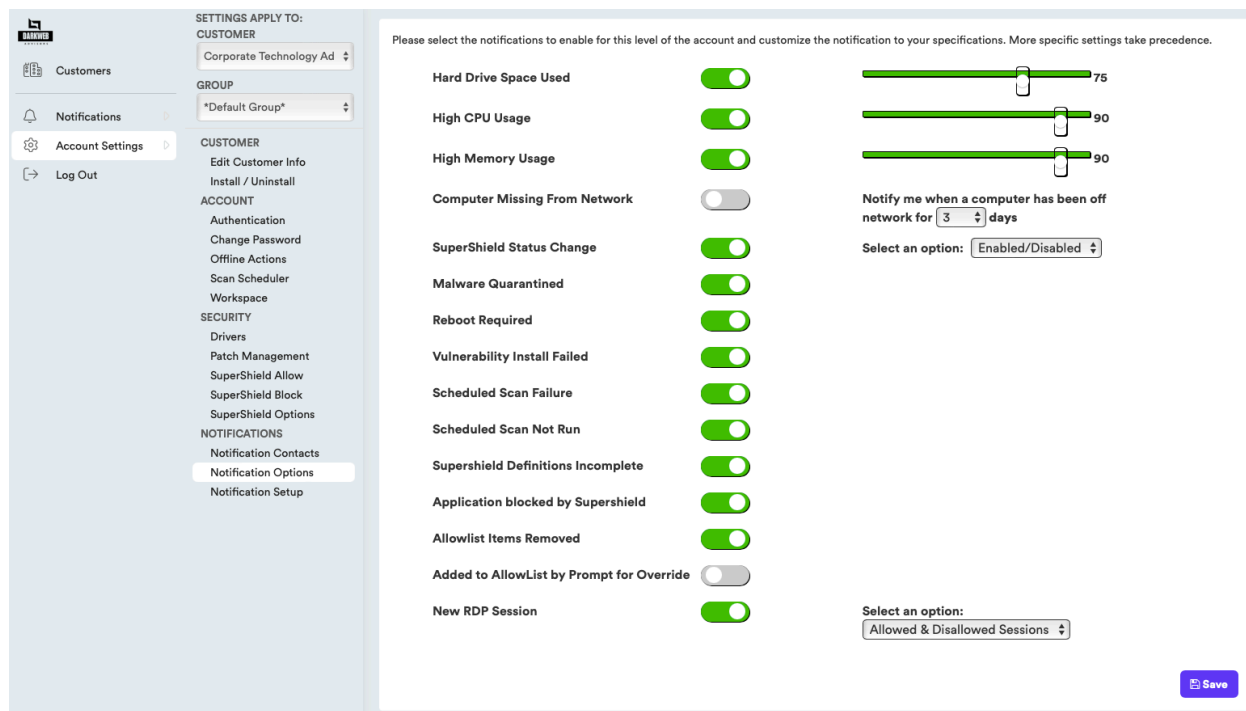 DARKWEB
Customers
Notifications
Account Settings
Log Out
SETTINGS APPLY TO:
CUSTOMER
Corporate Technology Ad
GROUP
*Default Group*
CUSTOMER
Edit Customer Info
Install / Uninstall
ACCOUNT
Authentication
Change Password
Offline Actions
Scan Scheduler
Workspace
SECURITY
Drivers
Patch Management
SuperShield Allow
SuperShield Block
SuperShield Options
NOTIFICATIONS
Notification Contacts
Notification Options
Notification Setup
Please select the notifications to enable for this level of the account and customize the notification to your specifications. More specific settings take precedence.
Hard Drive Space Used 75
High CPU Usage 90
High Memory Usage 90
Computer Missing From Network Notify me when a computer has been off
network for 3 days
SuperShield Status Change Select an option: Enabled/Disabled
Malware Quarantined
Reboot Required
Vulnerability Install Failed
Scheduled Scan Failure
Scheduled Scan Not Run
Supershield Definitions Incomplete
Application blocked by Supershield
Allowlist Items Removed
Added to AllowList by Prompt for Override
New RDP Session Select an option:
Allowed & Disallowed Sessions
Save